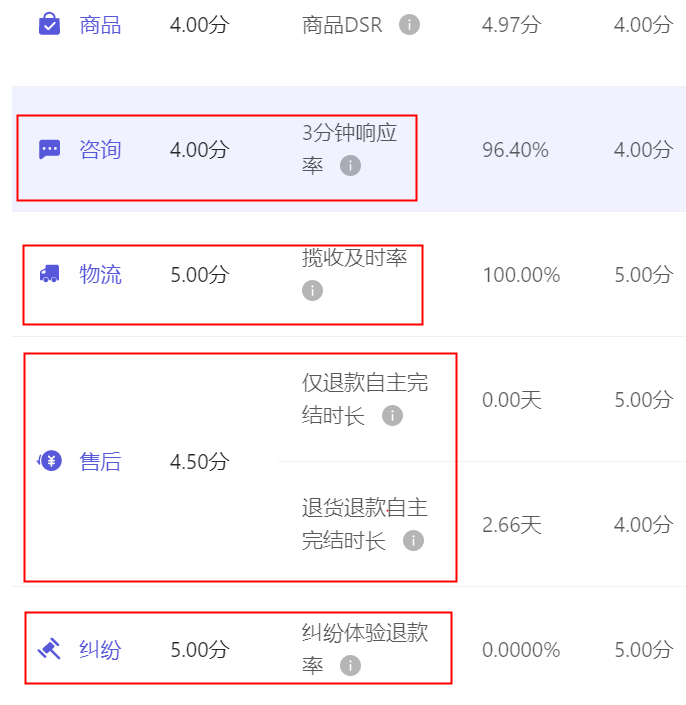 商品 4.00分 商品DSR 4.97分 4.00分
咨询 4.00分 3分钟响应率 96.40% 4.00分
物流 5.00分 揽收及时率 100.00% 5.00分
售后 4.50分 仅退款自主完结时长 0.00天 5.00分
退货退款自主完结时长 2.66天 4.00分
纠纷 5.00分 纠纷体验退款率 0.0000% 5.00分